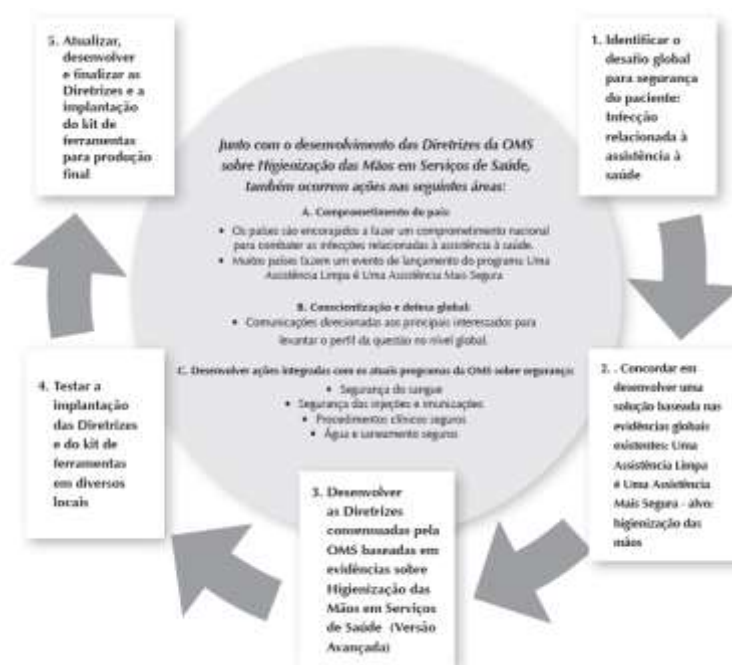 5. Atualizar,
desenvolver
e finalizar as
Diretrizes e a
implantação
do kit de
ferramentas
para produção
final
1. Identificar o
desafio global
para segurança
do paciente:
Infecção
relacionada à
assistência à
saúde
Junto com o desenvolvimento das Diretrizes da OMS
sobre Higienização das Mãos em Serviços de Saúde,
também ocorrem ações nas seguintes áreas:
A. Comprometimento do país:
• Os países são encorajados a fazer um comprometimento nacional
para combater as infecções relacionadas à assistência à saúde.
• Muitos países fazem um evento de lançamento do programa Uma
Assistência Limpa é Uma Assistência Mais Segura
B. Conscientização e defesa global:
• Comunicações direcionadas aos principais interessados para
levantar o perfil da questão no nível global.
C. Desenvolver ações integradas com os atuais programas da OMS sobre segurança:
• Segurança do sangue
• Segurança das injeções e imunizações
• Procedimentos clínicos seguros
• Água e saneamento seguros
2. . Concordar em
desenvolver uma
solução baseada nas
evidências globais
existentes: Uma
Assistência Limpa
é Uma Assistência
Mais Segura - alvo:
higienização das
mãos
3. Desenvolver
as Diretrizes
consensuadas pela
OMS baseadas em
evidências sobre
Higienização das
Mãos em Serviços
de Saúde (Versão
Avançada)
4. Testar a
implantação
das Diretrizes
e do kit de
ferramentas
em diversos
locais